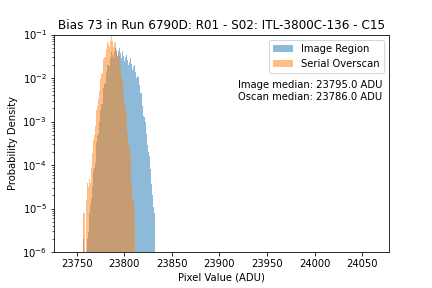 Bias 73 in Run 6790D: R01 - S02: ITL-3800C-136 - C15
Image Region
Serial Overscan
Image median: 23795.0 ADU
Oscan median: 23786.0 ADU
Probability Density
10⁻¹
10⁻²
10⁻³
10⁻⁴
10⁻⁵
10⁻⁶
23750 23800 23850 23900 23950 24000 24050
Pixel Value (ADU)